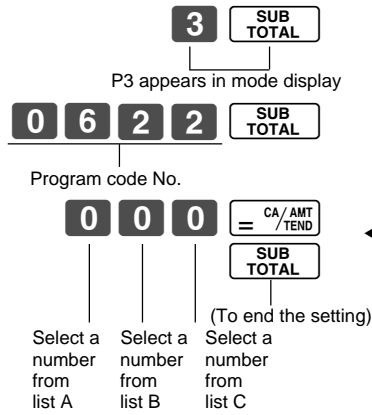 3 SUB TOTAL
P3 appears in mode display
0 6 2 2 SUB TOTAL
Program code No.
0 0 0 = CA/AMT TEND
SUB TOTAL
(To end the setting)
Select a number from list A
Select a number from list B
Select a number from list C